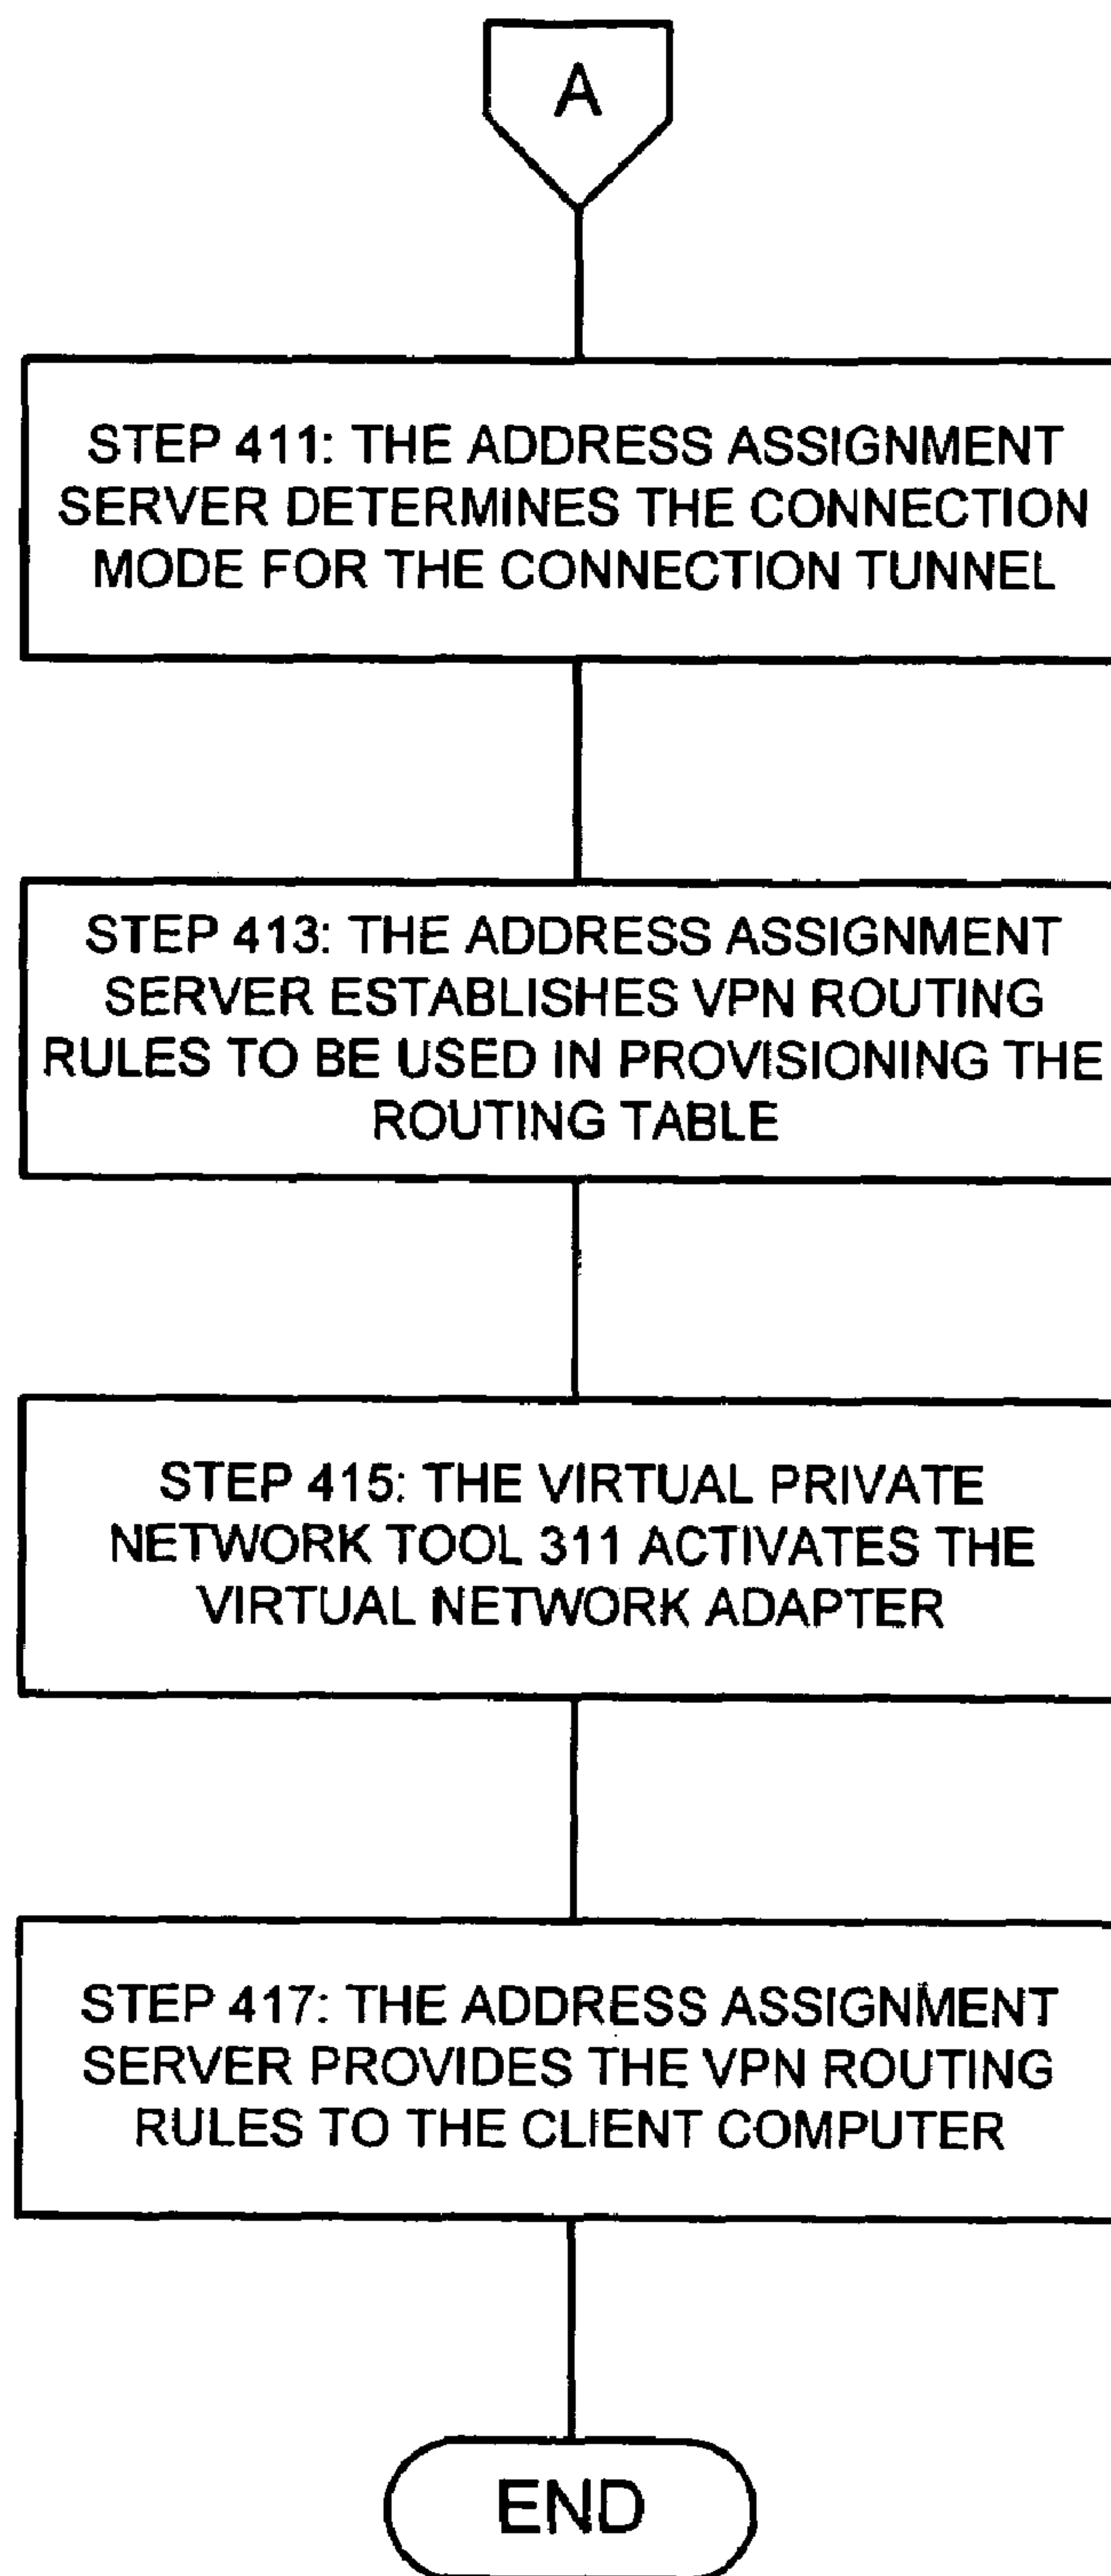 A
STEP 411: THE ADDRESS ASSIGNMENT
SERVER DETERMINES THE CONNECTION
MODE FOR THE CONNECTION TUNNEL
STEP 413: THE ADDRESS ASSIGNMENT
SERVER ESTABLISHES VPN ROUTING
RULES TO BE USED IN PROVISIONING THE
ROUTING TABLE
STEP 415: THE VIRTUAL PRIVATE
NETWORK TOOL 311 ACTIVATES THE
VIRTUAL NETWORK ADAPTER
STEP 417: THE ADDRESS ASSIGNMENT
SERVER PROVIDES THE VPN ROUTING
RULES TO THE CLIENT COMPUTER
END